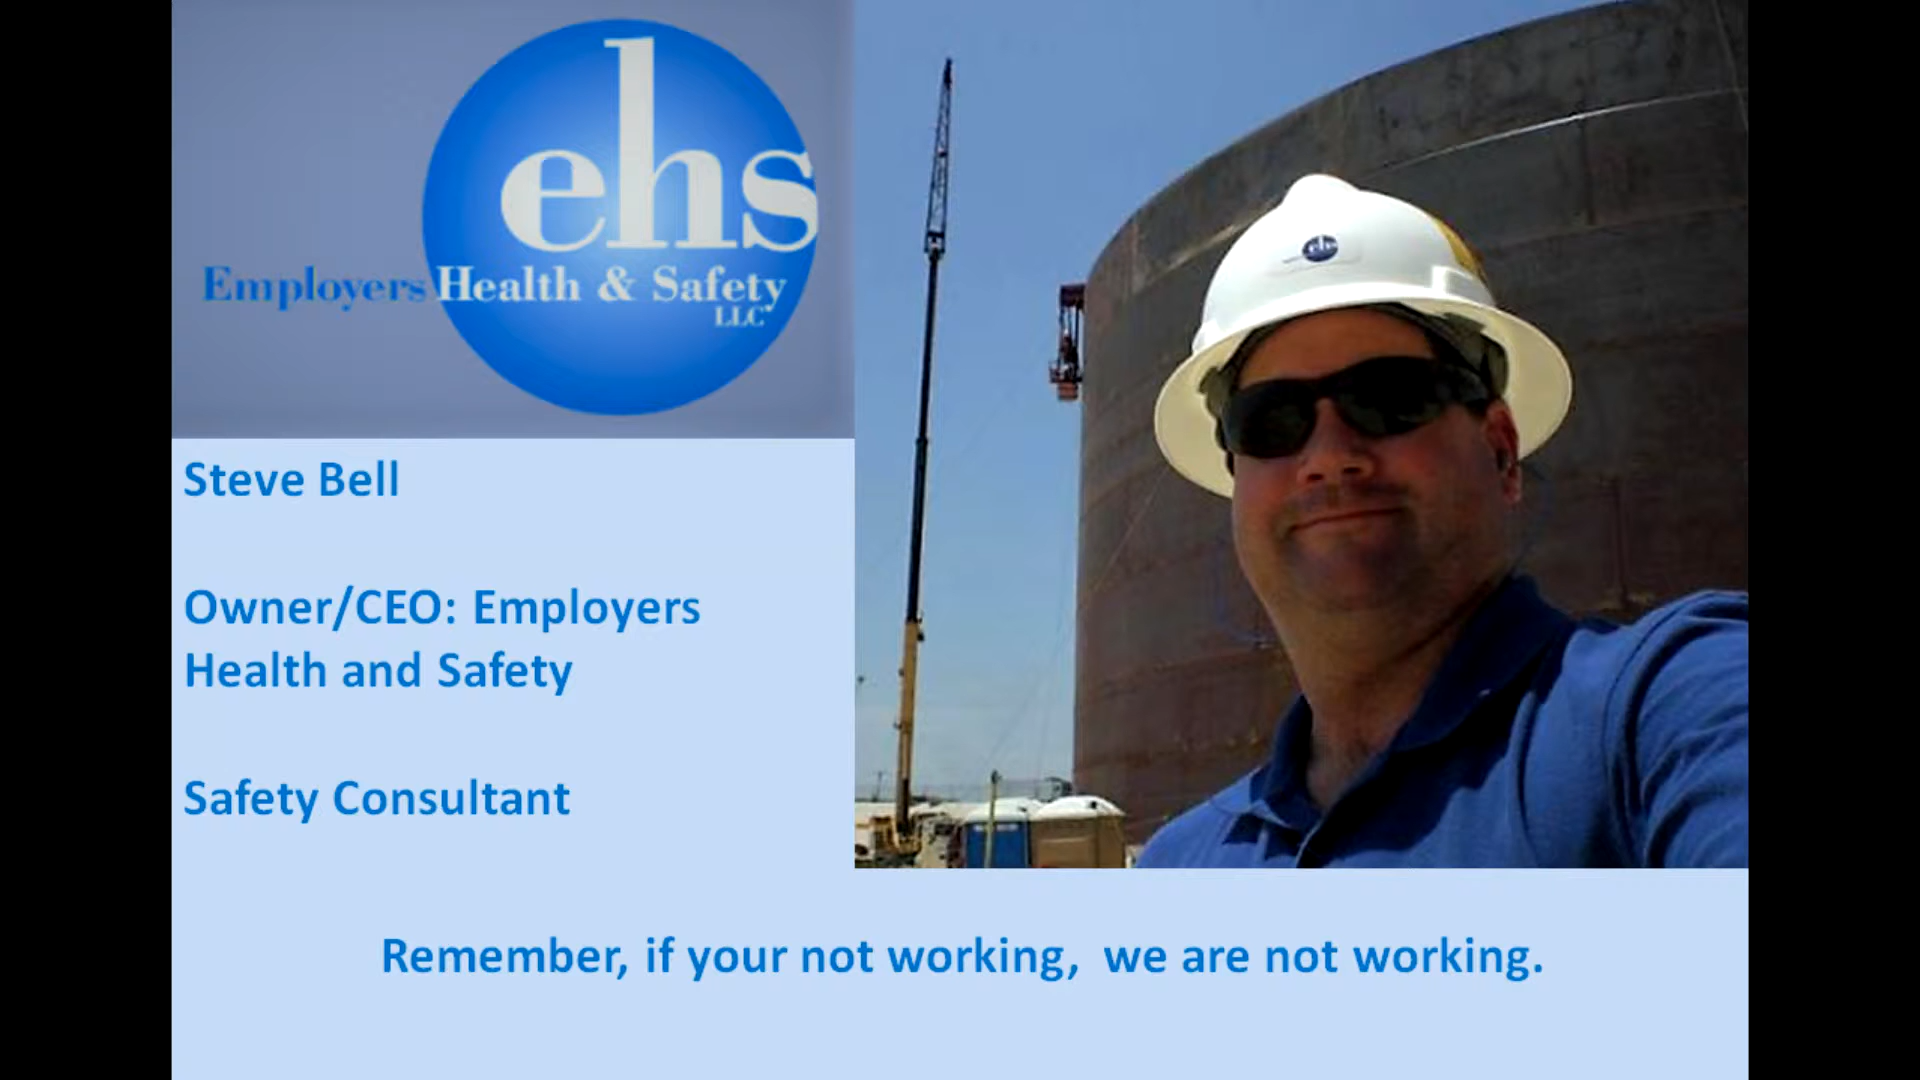 ehs
Employers Health & Safety
LLC
ehs
Steve Bell
Owner/CEO: Employers
Health and Safety
Safety Consultant
Remember, if your not working,  we are not working.